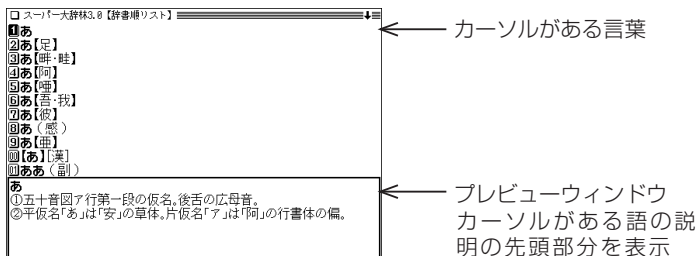 スーパー大辞林3.0【辞書順リスト】
カーソルがある言葉
1あ
2あ【足】
3あ【畔・畦】
4あ【阿】
5あ【唖】
6あ【吾・我】
7あ【彼】
8あ（感）
9あ【亜】
10【あ】[漢]
11ああ（副）
あ
①五十音図ア行第一段の仮名。後舌の広母音。
②平仮名「あ」は「安」の草体。片仮名「ア」は「阿」の行書体の偏。
プレビューウィンドウ
カーソルがある語の説
明の先頭部分を表示